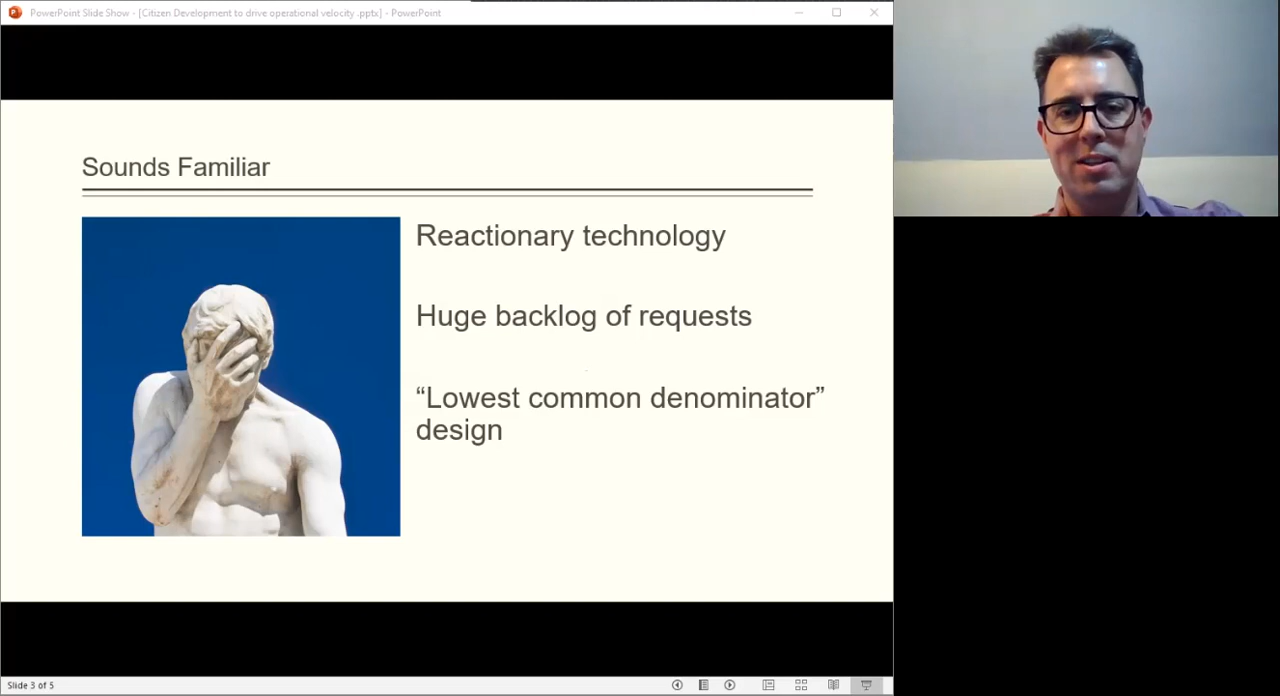 PowerPoint Slide Show - [Citizen Development to drive operational velocity .pptx] - PowerPoint
Sounds Familiar
Reactionary technology
Huge backlog of requests
“Lowest common denominator”
design
Slide 3 of 5